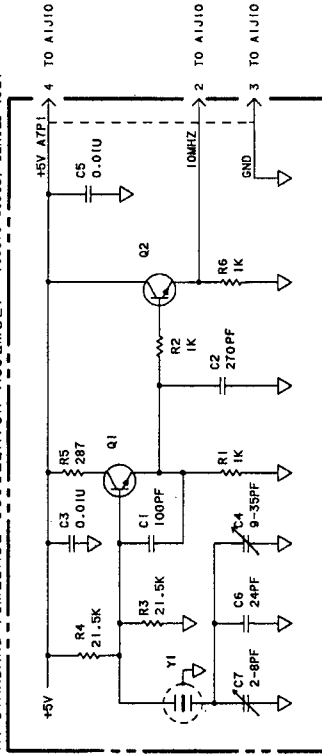 +5V
R4
21.5K
C3
0.01U
R5
287
Q1
C1
100PF
R3
21.5K
Y1
C7
2-8PF
C6
24PF
C4
9-35PF
R1
1K
R2
1K
C2
270PF
Q2
C5
0.01U
R6
1K
+5V A7P1
4 TO A1J10
10MHZ
2 TO A1J10
GND
3 TO A1J10